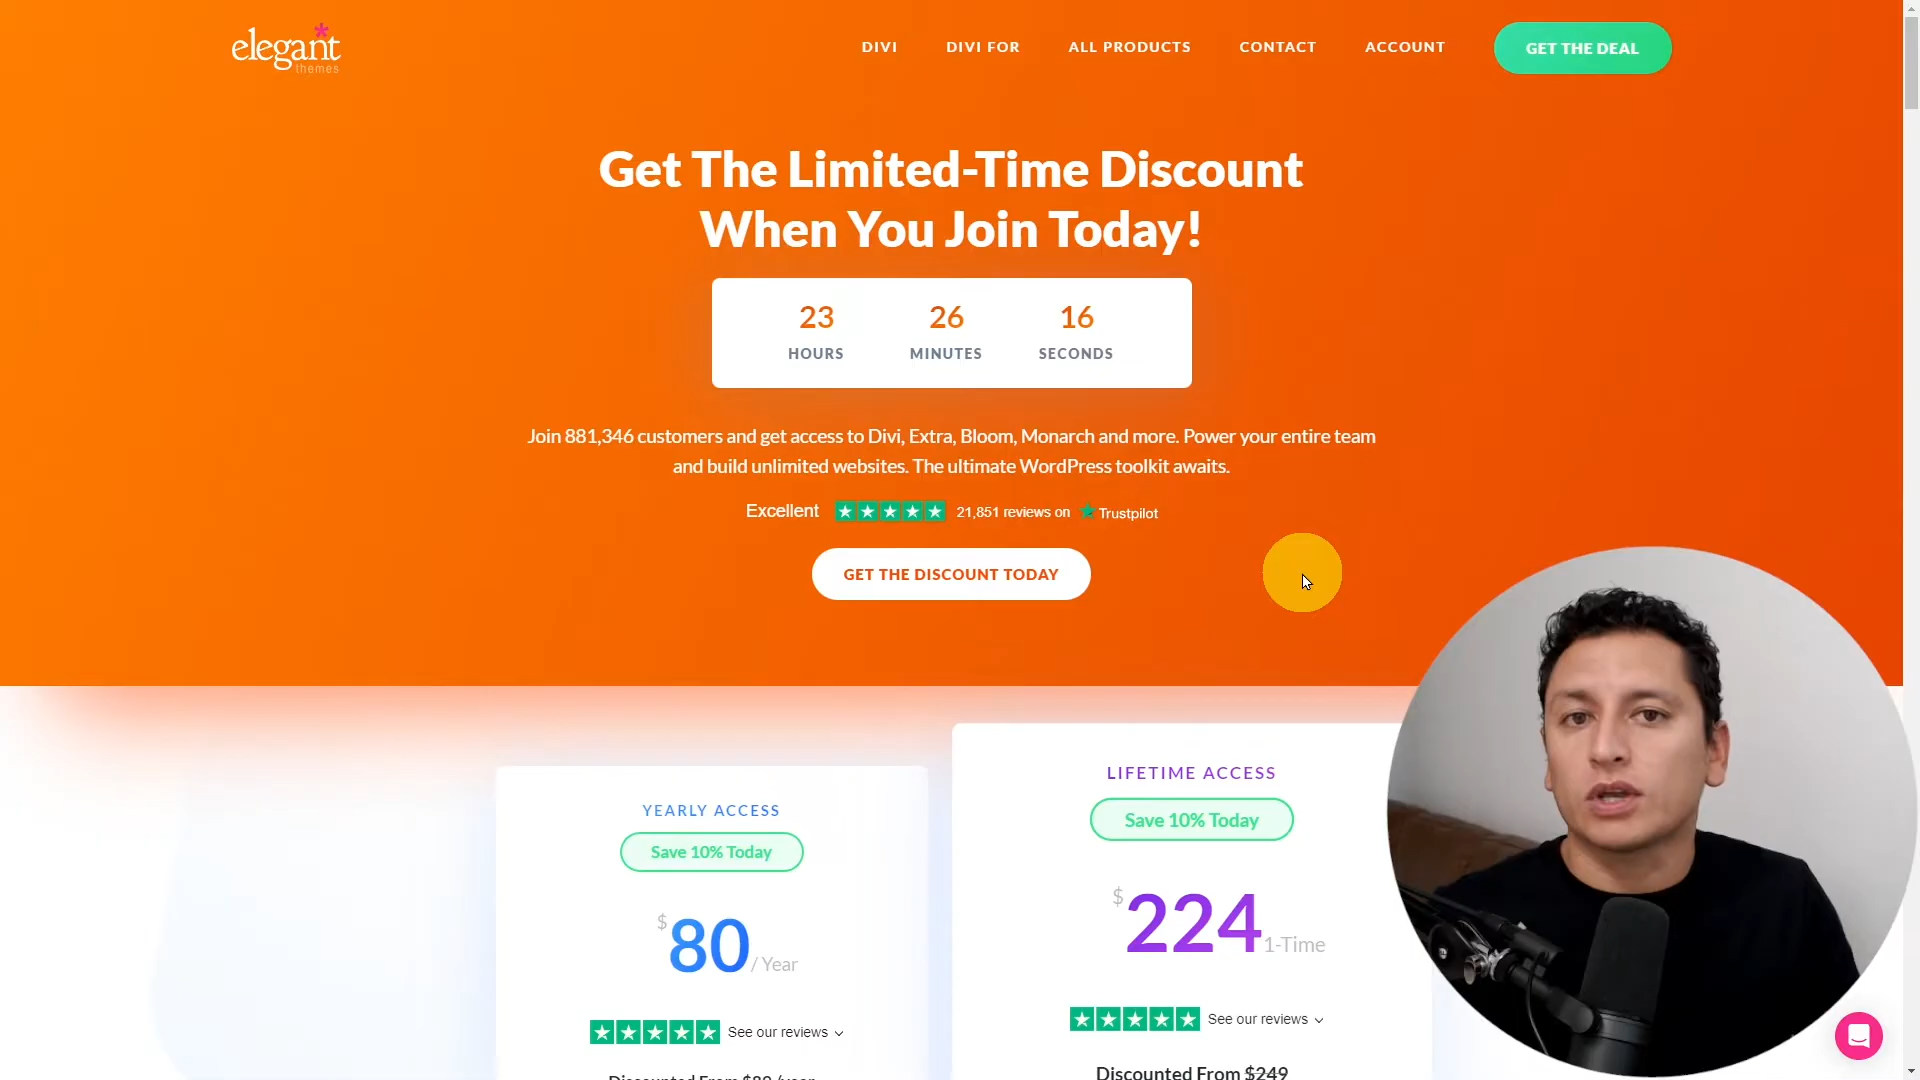 elegant
themes
DIVI
DIVI FOR
ALL PRODUCTS
CONTACT
ACCOUNT
GET THE DEAL
Get The Limited-Time Discount
When You Join Today!
23
HOURS
26
MINUTES
16
SECONDS
Join 881,346 customers and get access to Divi, Extra, Bloom, Monarch and more. Power your entire team
and build unlimited websites. The ultimate WordPress toolkit awaits.
Excellent 21,851 reviews on Trustpilot
GET THE DISCOUNT TODAY
YEARLY ACCESS
Save 10% Today
$80/ Year
See our reviews
LIFETIME ACCESS
Save 10% Today
$224 1-Time
See our reviews
Discounted From $249
Discounted From